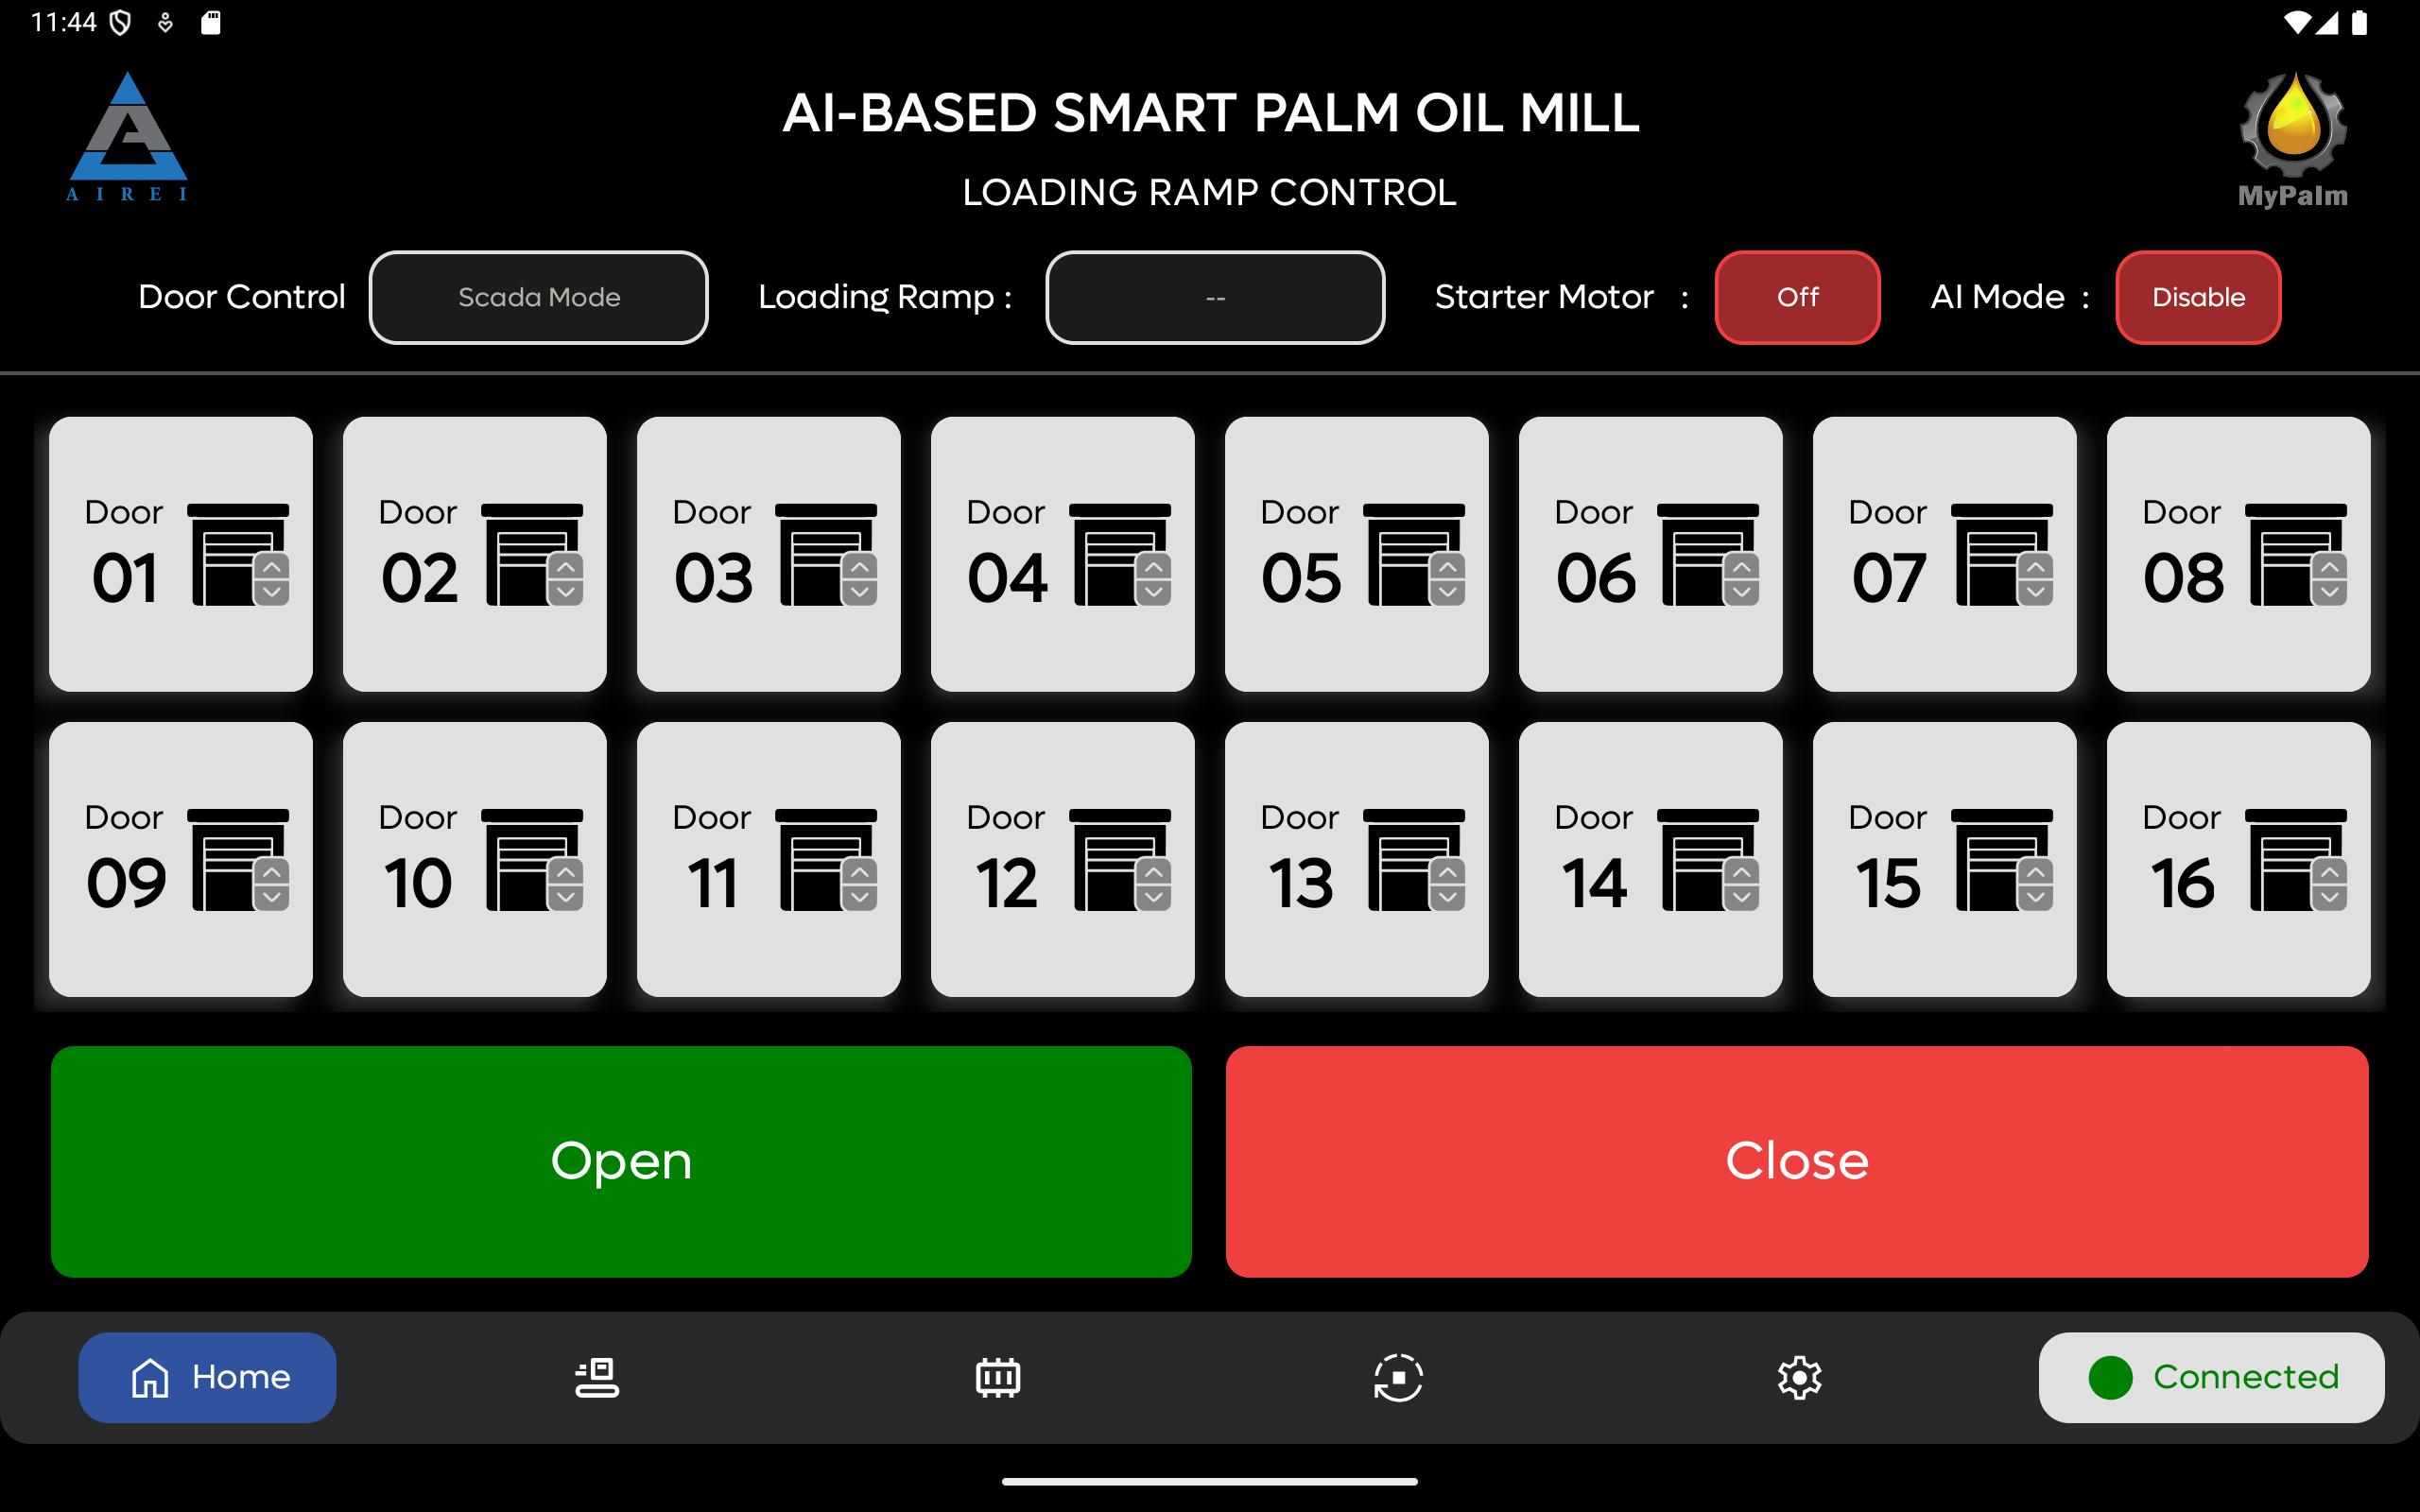 11:44
AIREI
AI-BASED SMART PALM OIL MILL
LOADING RAMP CONTROL
MyPalm
Door Control Scada Mode Loading Ramp : -- Starter Motor : Off AI Mode : Disable
Door Door Door Door Door Door Door Door
01 02 03 04 05 06 07 08
Door Door Door Door Door Door Door Door
09 10 11 12 13 14 15 16
Open Close
Home Connected